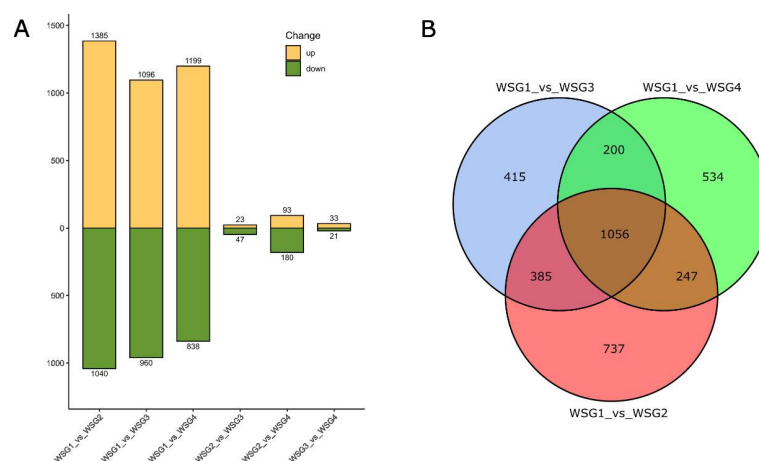 A
1500
1000
500
0
500
1000
1385
1096
1199
23
93
33
1040
960
838
47
180
21
Change
up
down
WSG1_vs_WSG2
WSG1_vs_WSG3
WSG1_vs_WSG4
WSG2_vs_WSG3
WSG2_vs_WSG4
WSG3_vs_WSG4
B
WSG1_vs_WSG3
WSG1_vs_WSG4
200
415
534
1056
385
247
737
WSG1_vs_WSG2